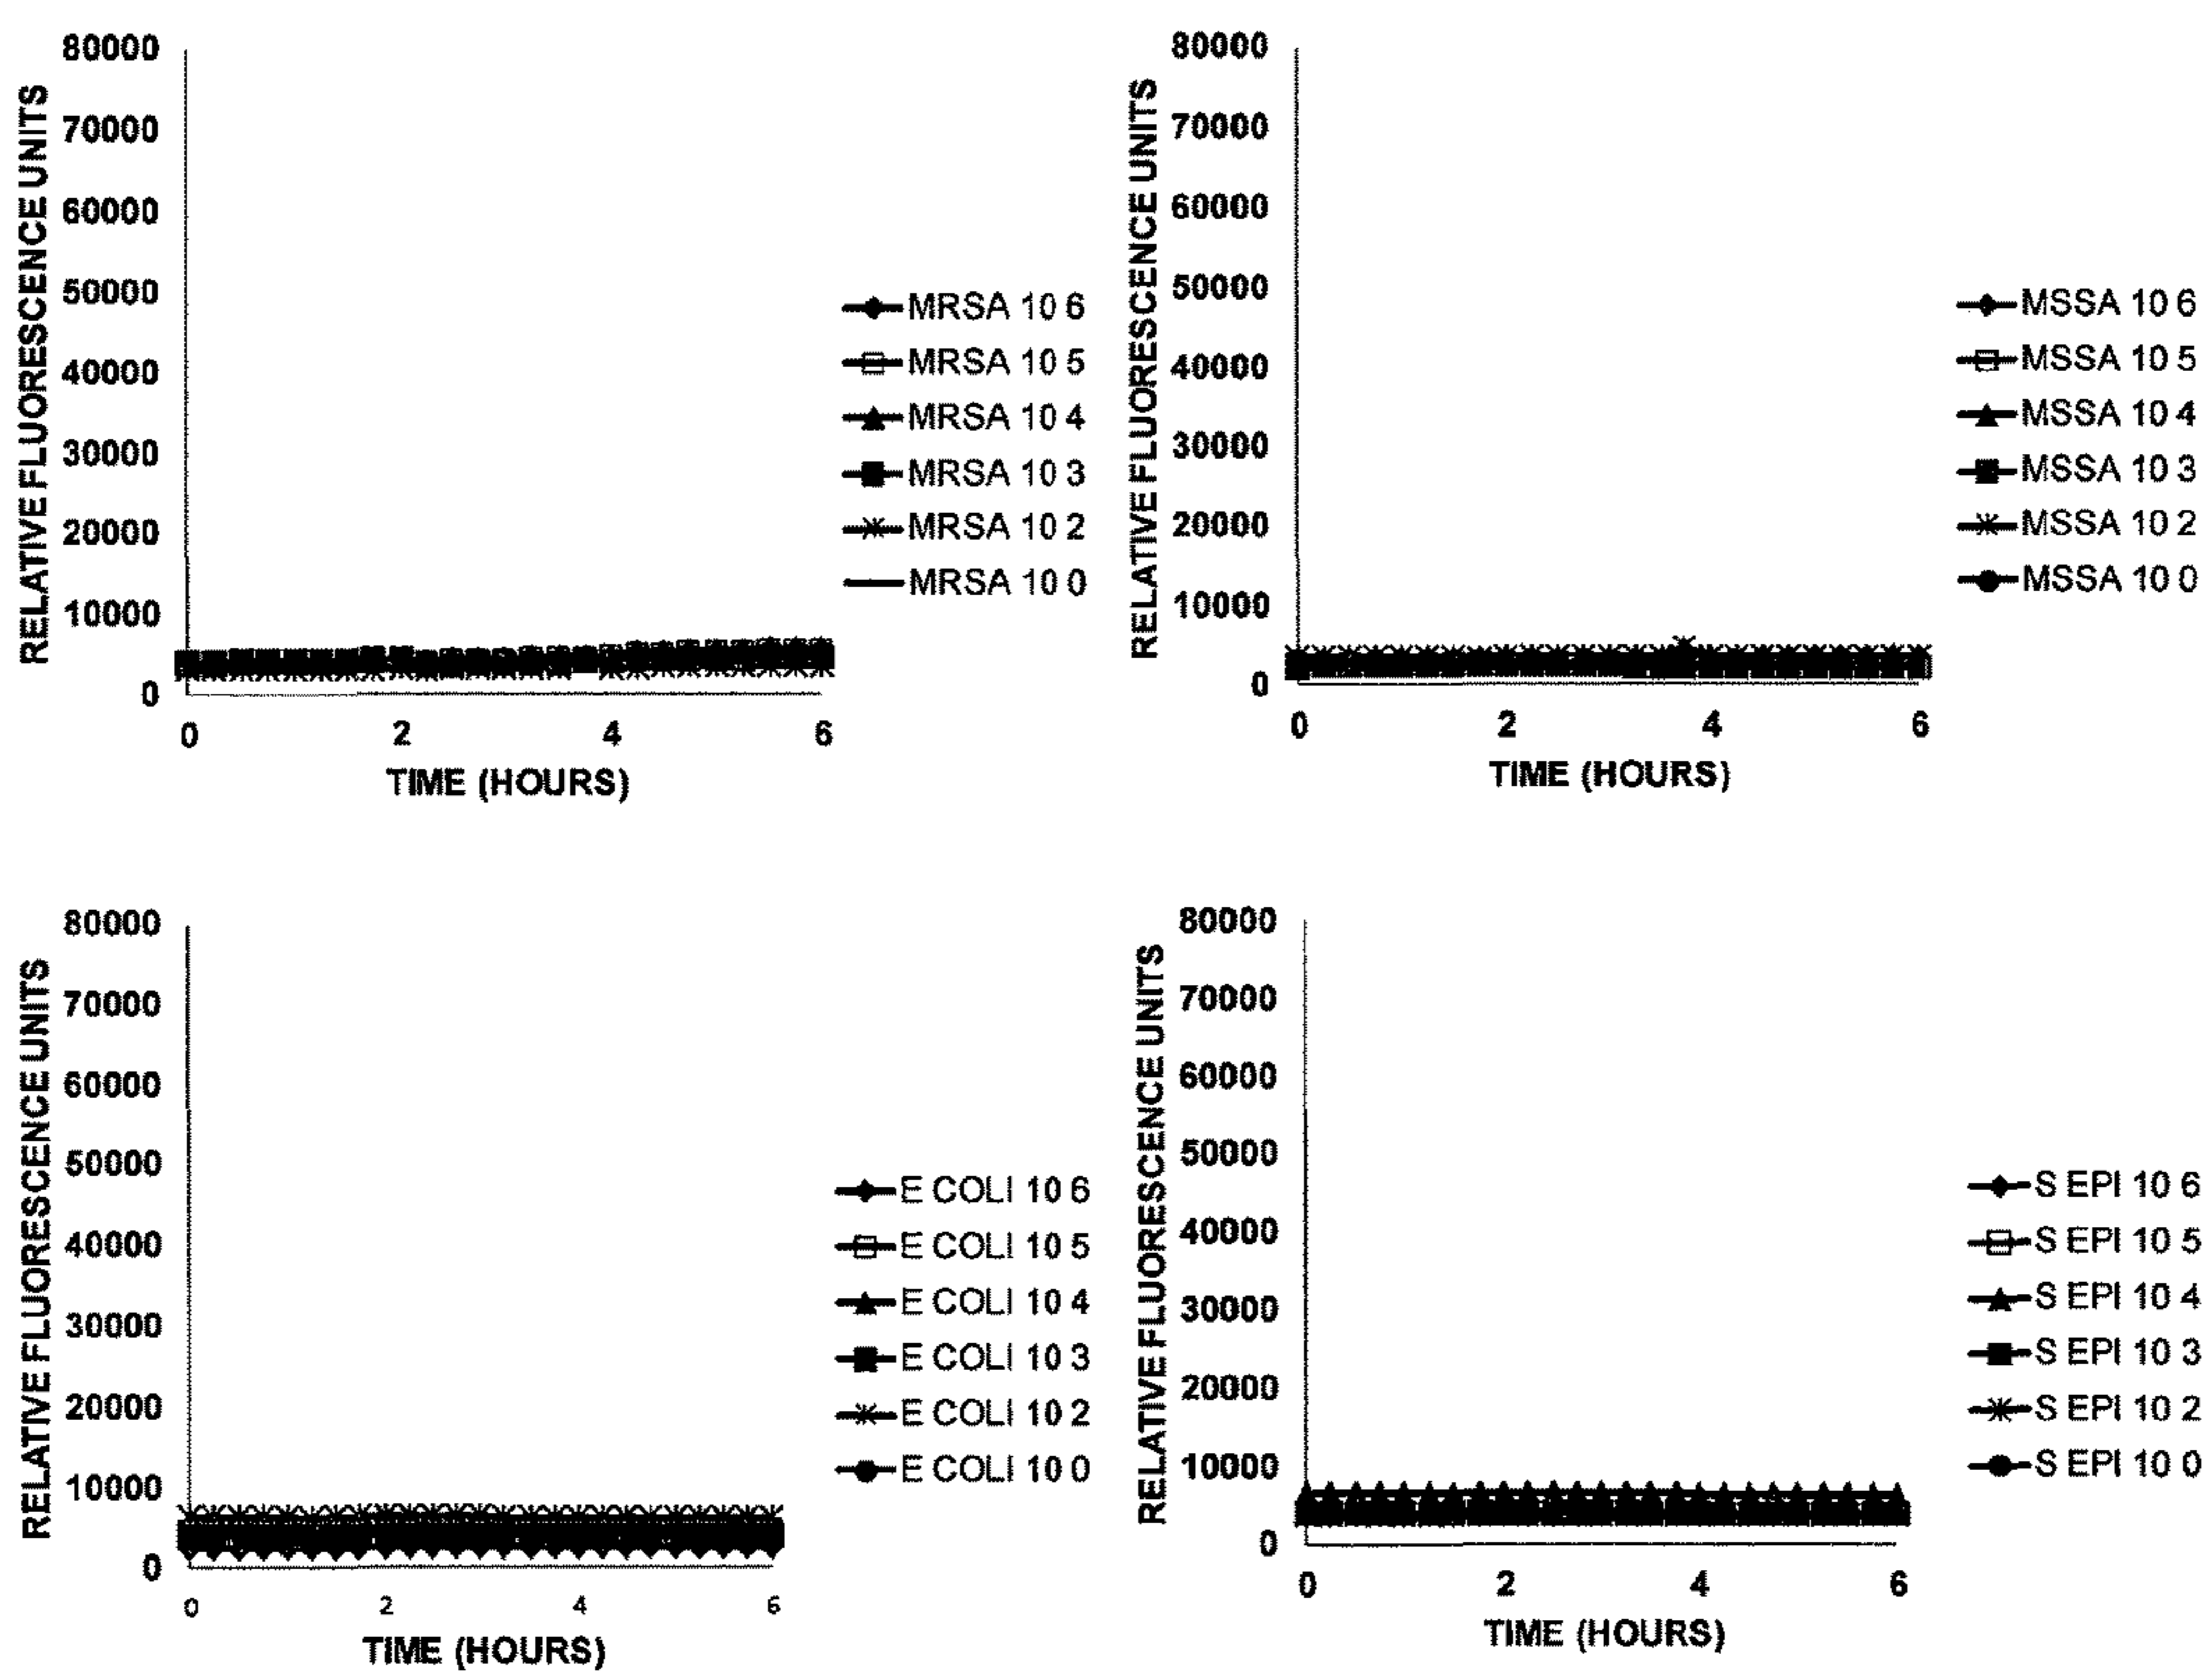 RELATIVE FLUORESCENCE UNITS
80000
70000
60000
50000
40000
30000
20000
10000
0
0 2 4 6
TIME (HOURS)
MRSA 10 6
MRSA 10 5
MRSA 10 4
MRSA 10 3
MRSA 10 2
MRSA 10 0
RELATIVE FLUORESCENCE UNITS
80000
70000
60000
50000
40000
30000
20000
10000
0
0 2 4 6
TIME (HOURS)
MSSA 10 6
MSSA 10 5
MSSA 10 4
MSSA 10 3
MSSA 10 2
MSSA 10 0
RELATIVE FLUORESCENCE UNITS
80000
70000
60000
50000
40000
30000
20000
10000
0
0 2 4 6
TIME (HOURS)
E COLI 10 6
E COLI 10 5
E COLI 10 4
E COLI 10 3
E COLI 10 2
E COLI 10 0
RELATIVE FLUORESCENCE UNITS
80000
70000
60000
50000
40000
30000
20000
10000
0
0 2 4 6
TIME (HOURS)
S EPI 10 6
S EPI 10 5
S EPI 10 4
S EPI 10 3
S EPI 10 2
S EPI 10 0